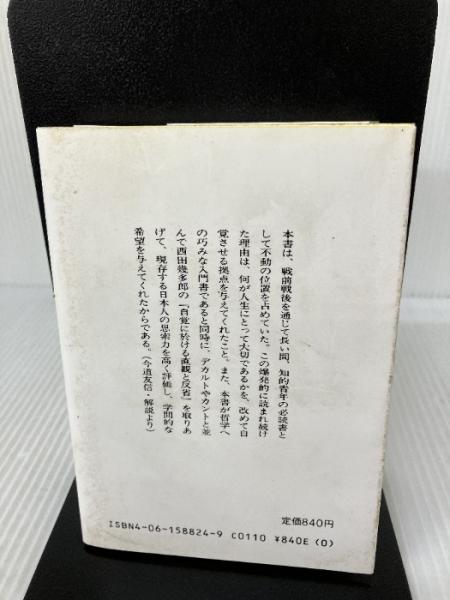 本書は、戦前戦後を通じて長い間、知的青年の必読書と
して不動の位置を占めていた。この爆発的に読まれ続け
た理由は、何が人生にとって大切であるかを、改めて自
覚させる拠点を与えてくれたこと。また、本書が哲学へ
の巧みな入門書であると同時に、デカルトやカントと並
んで西田幾多郎の「自覚に於ける直観と反省」を取りあ
げて、現存する日本人の思索力を高く評価し、学問的な
希望を与えてくれたからである。（今道友信・解説より）
定価840円
ISBN4-06-158824-9 C0110 ¥840E (0)